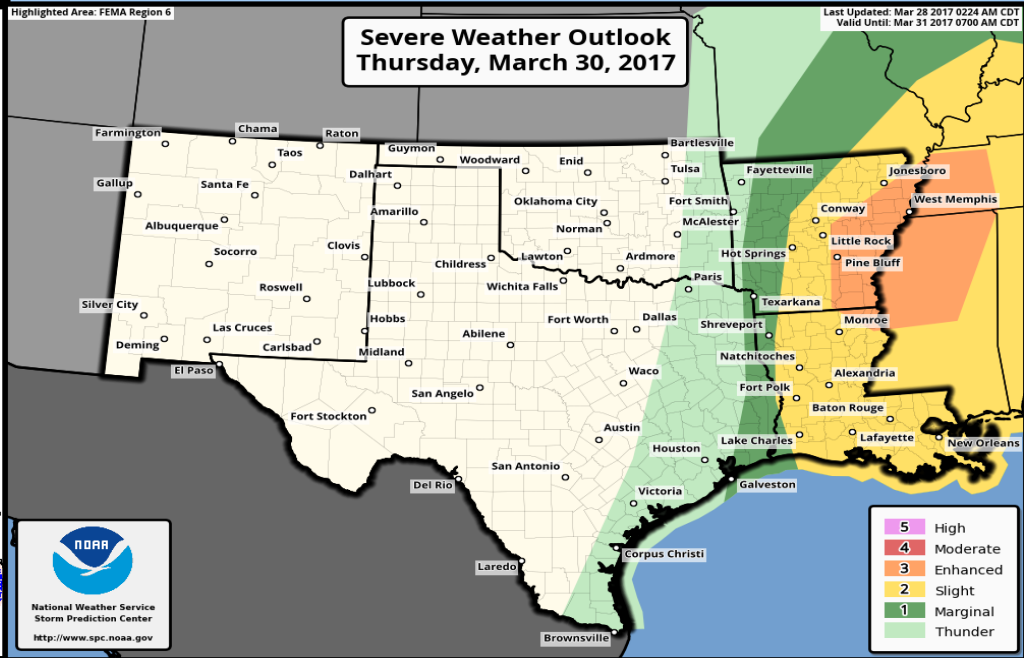 Highlighted Area: FEMA Region 6
Last Updated: Mar 28 2017 0224 AM CDT
Valid Until: Mar 31 2017 0700 AM CDT
Severe Weather Outlook
Thursday, March 30, 2017
Farmington
Chama
Raton
Taos
Guymon
Woodward
Enid
Bartlesville
Gallup
Santa Fe
Dalhart
Tulsa
Fayetteville
Jonesboro
Albuquerque
Amarillo
Oklahoma City
Fort Smith
Conway
West Memphis
Norman
McAlester
Socorro
Clovis
Childress
Lawton
Ardmore
Hot Springs
Little Rock
Pine Bluff
Roswell
Lubbock
Wichita Falls
Paris
Texarkana
Silver City
Las Cruces
Hobbs
Abilene
Fort Worth
Dallas
Shreveport
Monroe
Deming
Carlsbad
Midland
Natchitoches
El Paso
San Angelo
Waco
Fort Polk
Alexandria
Fort Stockton
Austin
Baton Rouge
Houston
Lake Charles
Lafayette
New Orleans
Del Rio
San Antonio
Victoria
Galveston
Laredo
Corpus Christi
Brownsville
NOAA
National Weather Service
Storm Prediction Center
http://www.spc.noaa.gov
5 High
4 Moderate
3 Enhanced
2 Slight
1 Marginal
Thunder